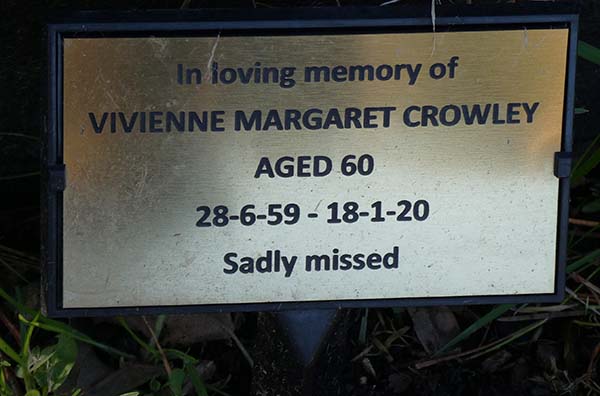 In loving memory of
VIVIENNE MARGARET CROWLEY
AGED 60
28-6-59 - 18-1-20
Sadly missed